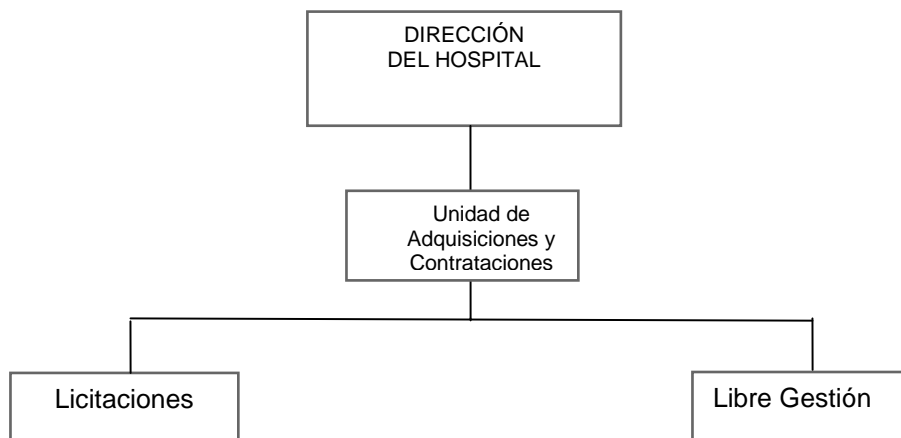 DIRECCIÓN
DEL HOSPITAL
Unidad de
Adquisiciones y
Contrataciones
Licitaciones
Libre Gestión